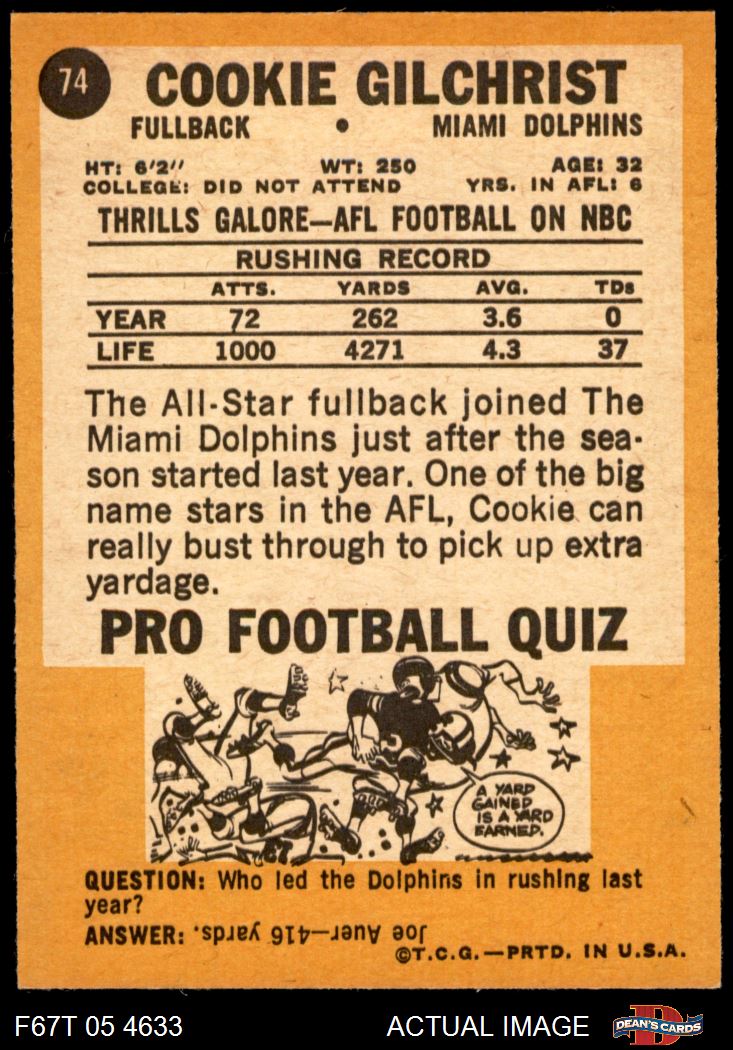 74
COOKIE GILCHRIST
FULLBACK • MIAMI DOLPHINS
HT: 6'2" WT: 250 AGE: 32
COLLEGE: DID NOT ATTEND YRS. IN AFL: 6
THRILLS GALORE—AFL FOOTBALL ON NBC
RUSHING RECORD
ATTS. YARDS AVG. TDs
YEAR 72 262 3.6 0
LIFE 1000 4271 4.3 37
The All-Star fullback joined The
Miami Dolphins just after the sea-
son started last year. One of the big
name stars in the AFL, Cookie can
really bust through to pick up extra
yardage.
PRO FOOTBALL QUIZ
A YARD
GAINED
IS A YARD
EARNED.
QUESTION: Who led the Dolphins in rushing last
year?
ANSWER: Joe Auer—416 yards.
©T.C.G.—PRTD. IN U.S.A.
F67T 05 4633 ACTUAL IMAGE D DEAN'S CARDS